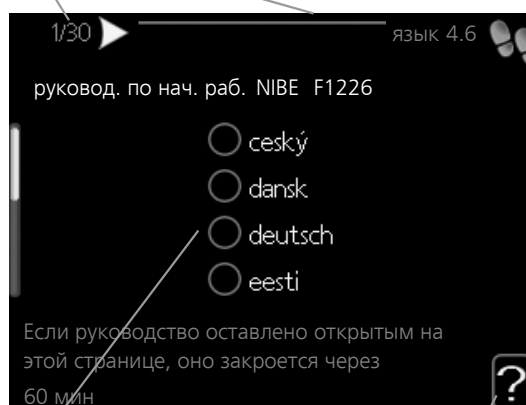 1/30 язык 4.6
руковод. по нач. раб. NIBE F1226
ceský
dansk
deutsch
eesti
Если руководство оставлено открытым на
этой странице, оно закроется через
60 мин
?